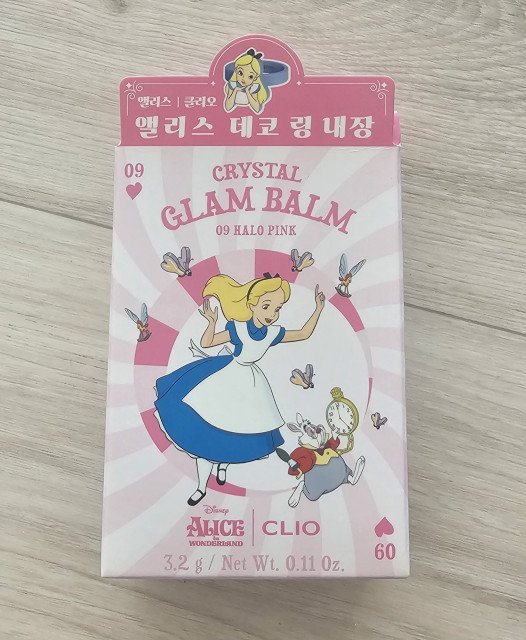 앨리스 | 클리오
앨리스 데코 링 내장
09
CRYSTAL
GLAM BALM
09 HALO PINK
Disney
ALICE
in
WONDERLAND
CLIO
09
3.2 g / Net Wt. 0.11 Oz.